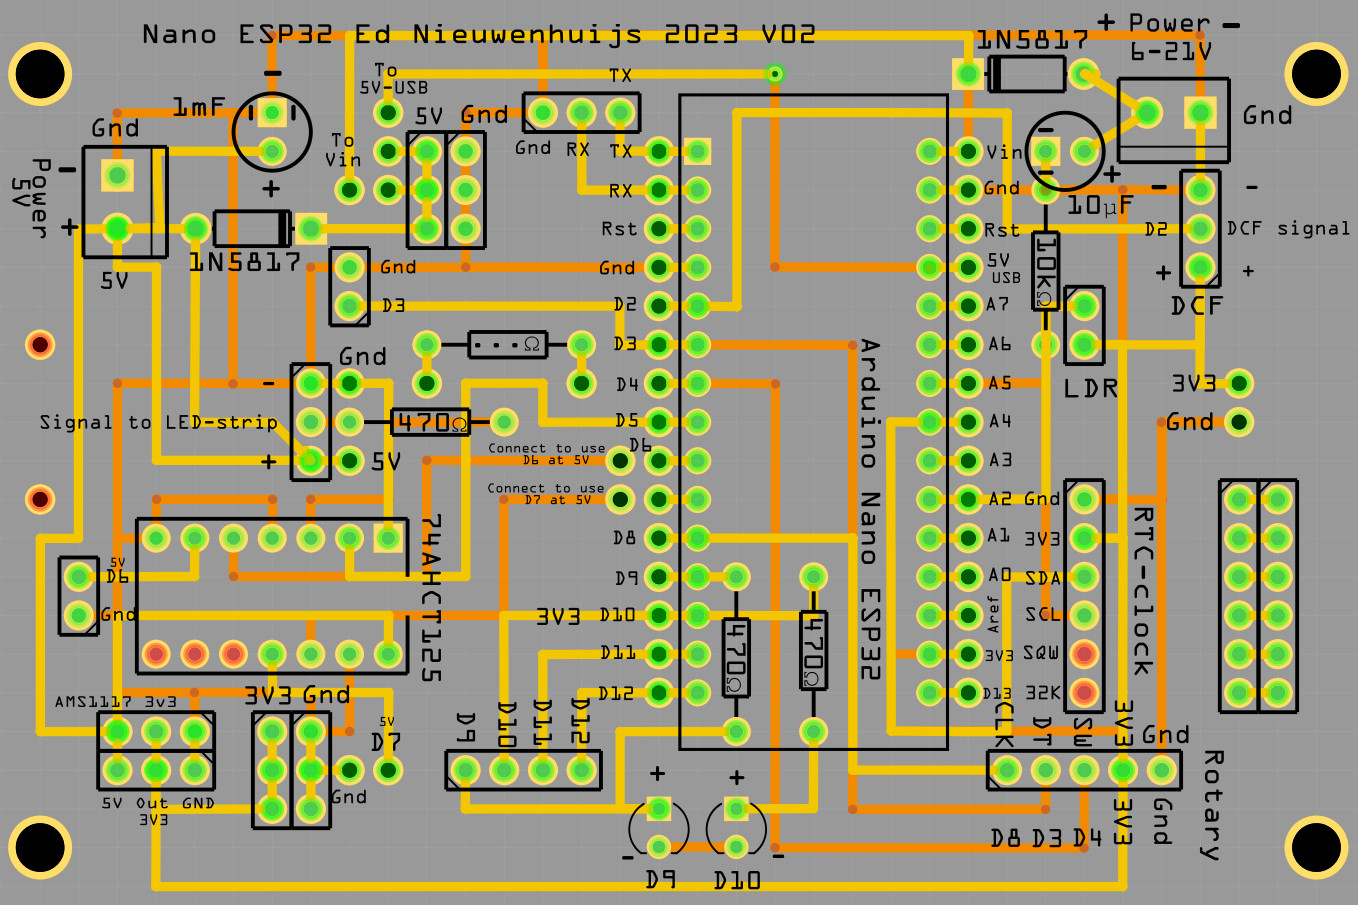 Nano ESP32 Ed Nieuwenhuijs 2023 V02
+ Power -
6-21V
1N5817
To
5V-USB
TX
1mF
-
Gnd
5V
Gnd
Gnd
To
Vin
Gnd RX TX
Vin
- Power
5V
+
RX
Gnd
+
10µF
- -
Rst
Rst
D2
DCF signal
1N5817
5V
Gnd
Gnd
5V
USB
10kΩ
+ +
D3
D2
A7
DCF
Gnd
...Ω
D3
A6
-
D4
A5
LDR
3V3
Signal to LED-strip
470Ω
D5
A4
Gnd
D6
+
5V
Connect to use
D6 at 5V
A3
Connect to use
D7 at 5V
A2 Gnd
Arduino Nano ESP32
74AHCT125
D8
A1 3V3
RTC-clock
5V
D6
D9
A0 SDA
Gnd
3V3 D10
Aref
SCL
D11
3V3
SQW
AMS1117 3v3
3V3 Gnd
D12
D13
32K
470Ω
470Ω
5V
D7
D9 D10 D11 D12
CLK DT SW 3V3 Gnd
Rotary
5V Out GND
3V3
Gnd
+ +
D8 D3 D4 3V3 Gnd
- -
D9 D10